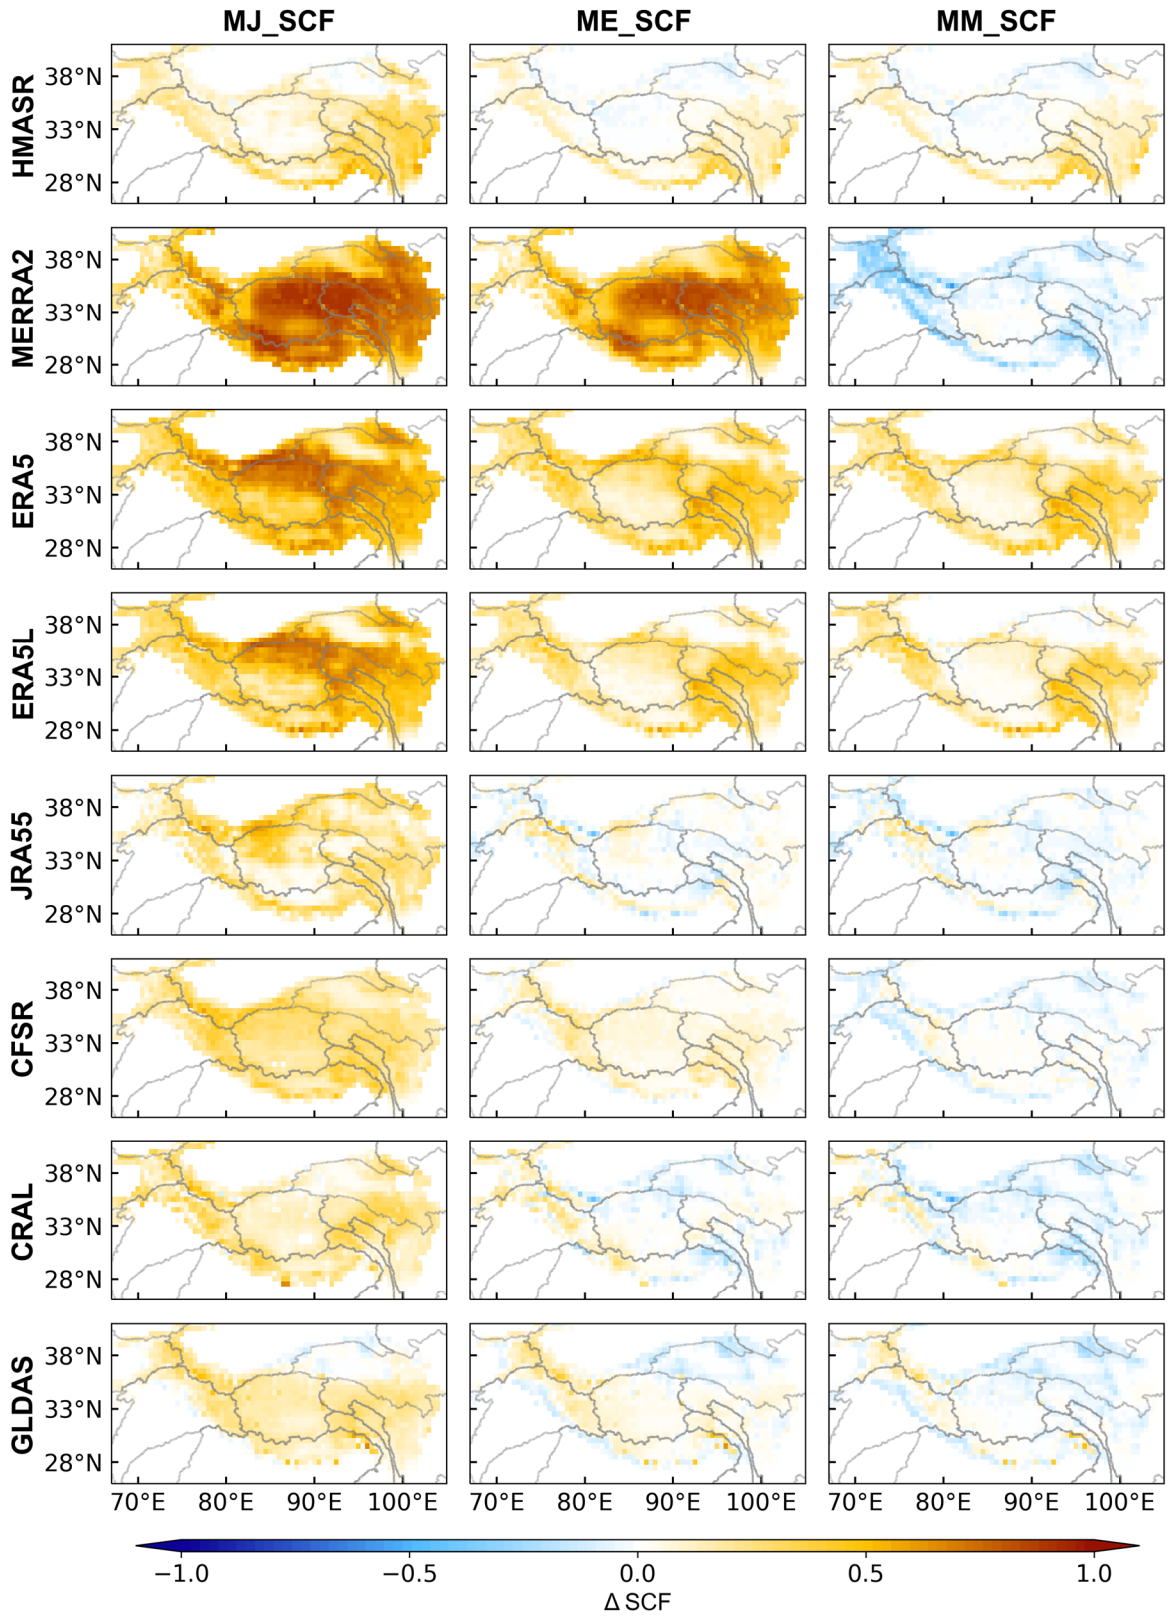 MJ_SCF ME_SCF MM_SCF
HMASR
38°N
33°N
28°N
MERRA2
38°N
33°N
28°N
ERA5
38°N
33°N
28°N
ERA5L
38°N
33°N
28°N
JRA55
38°N
33°N
28°N
CFSR
38°N
33°N
28°N
CRAL
38°N
33°N
28°N
GLDAS
38°N
33°N
28°N
70°E 80°E 90°E 100°E 70°E 80°E 90°E 100°E 70°E 80°E 90°E 100°E
−1.0 −0.5 0.0 0.5 1.0
Δ SCF